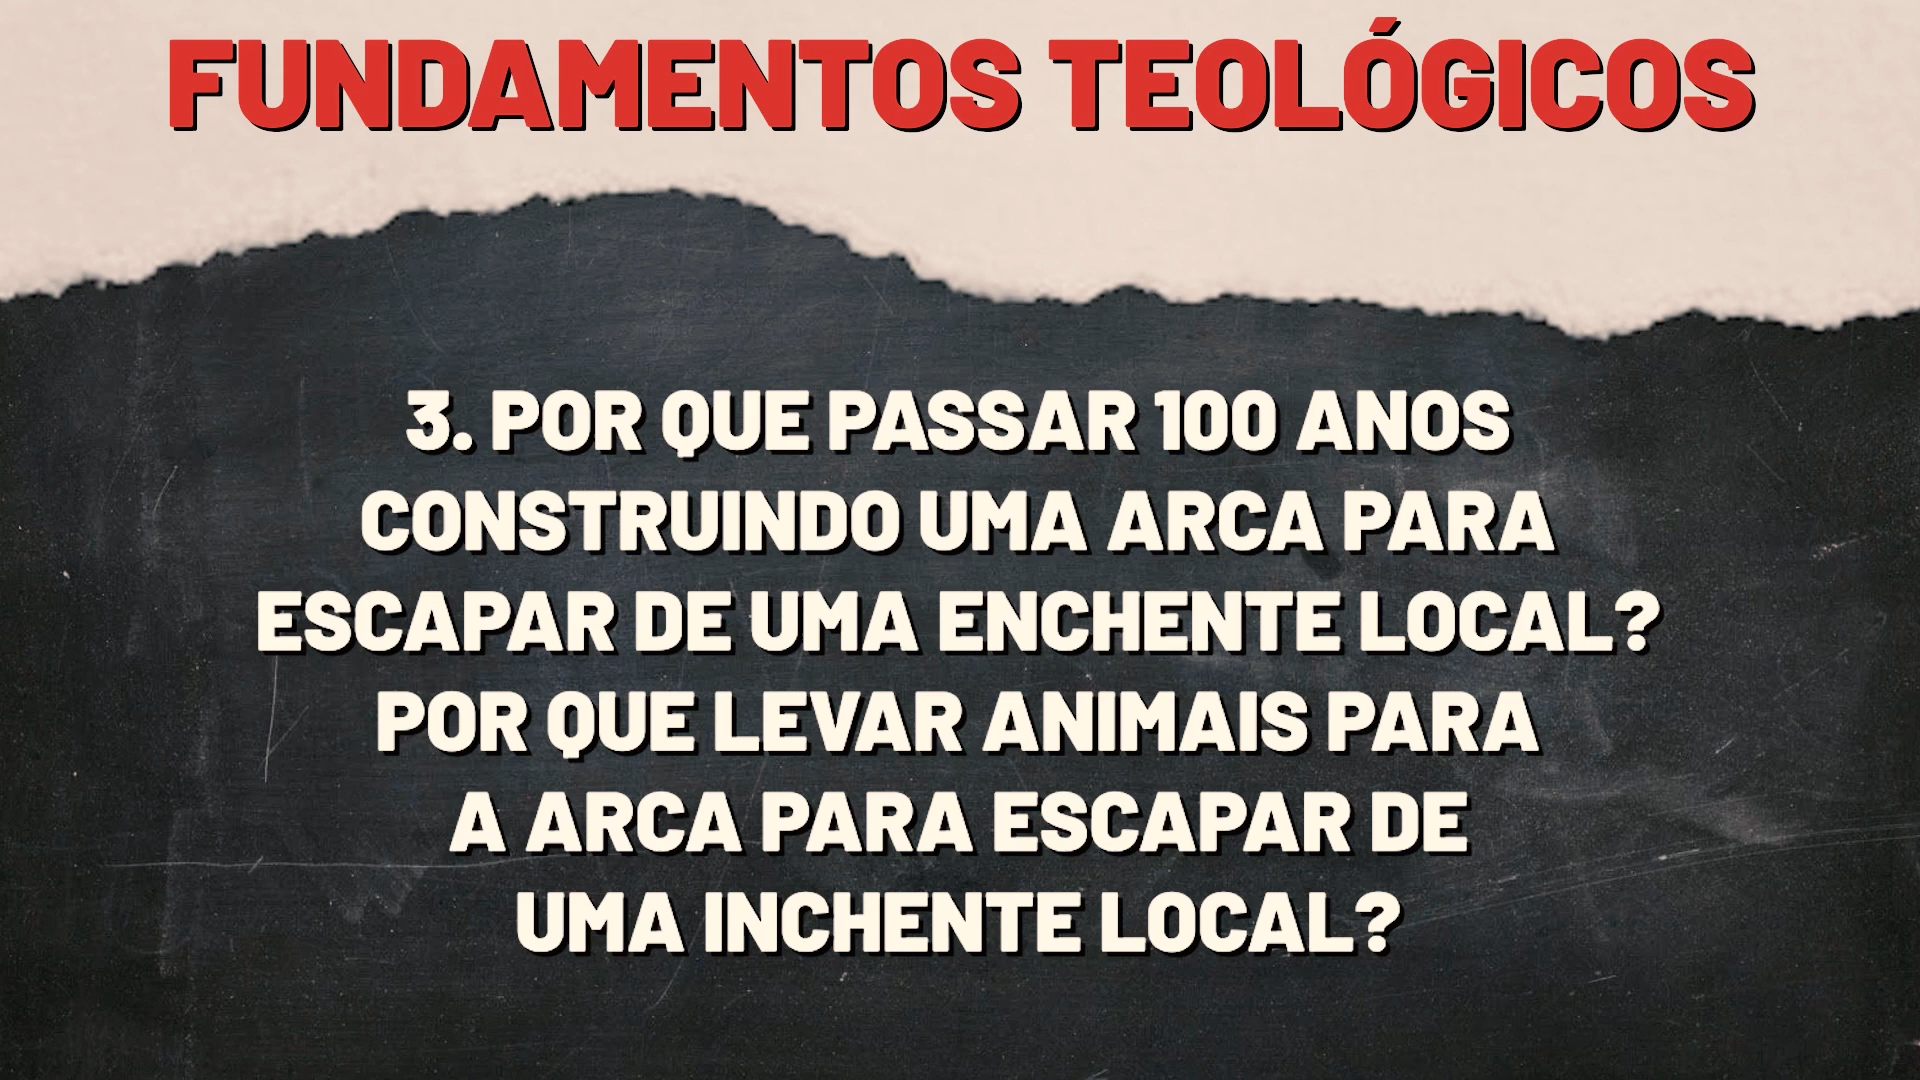 FUNDAMENTOS TEOLÓGICOS
3. POR QUE PASSAR 100 ANOS
CONSTRUINDO UMA ARCA PARA
ESCAPAR DE UMA ENCHENTE LOCAL?
POR QUE LEVAR ANIMAIS PARA
A ARCA PARA ESCAPAR DE
UMA INCHENTE LOCAL?